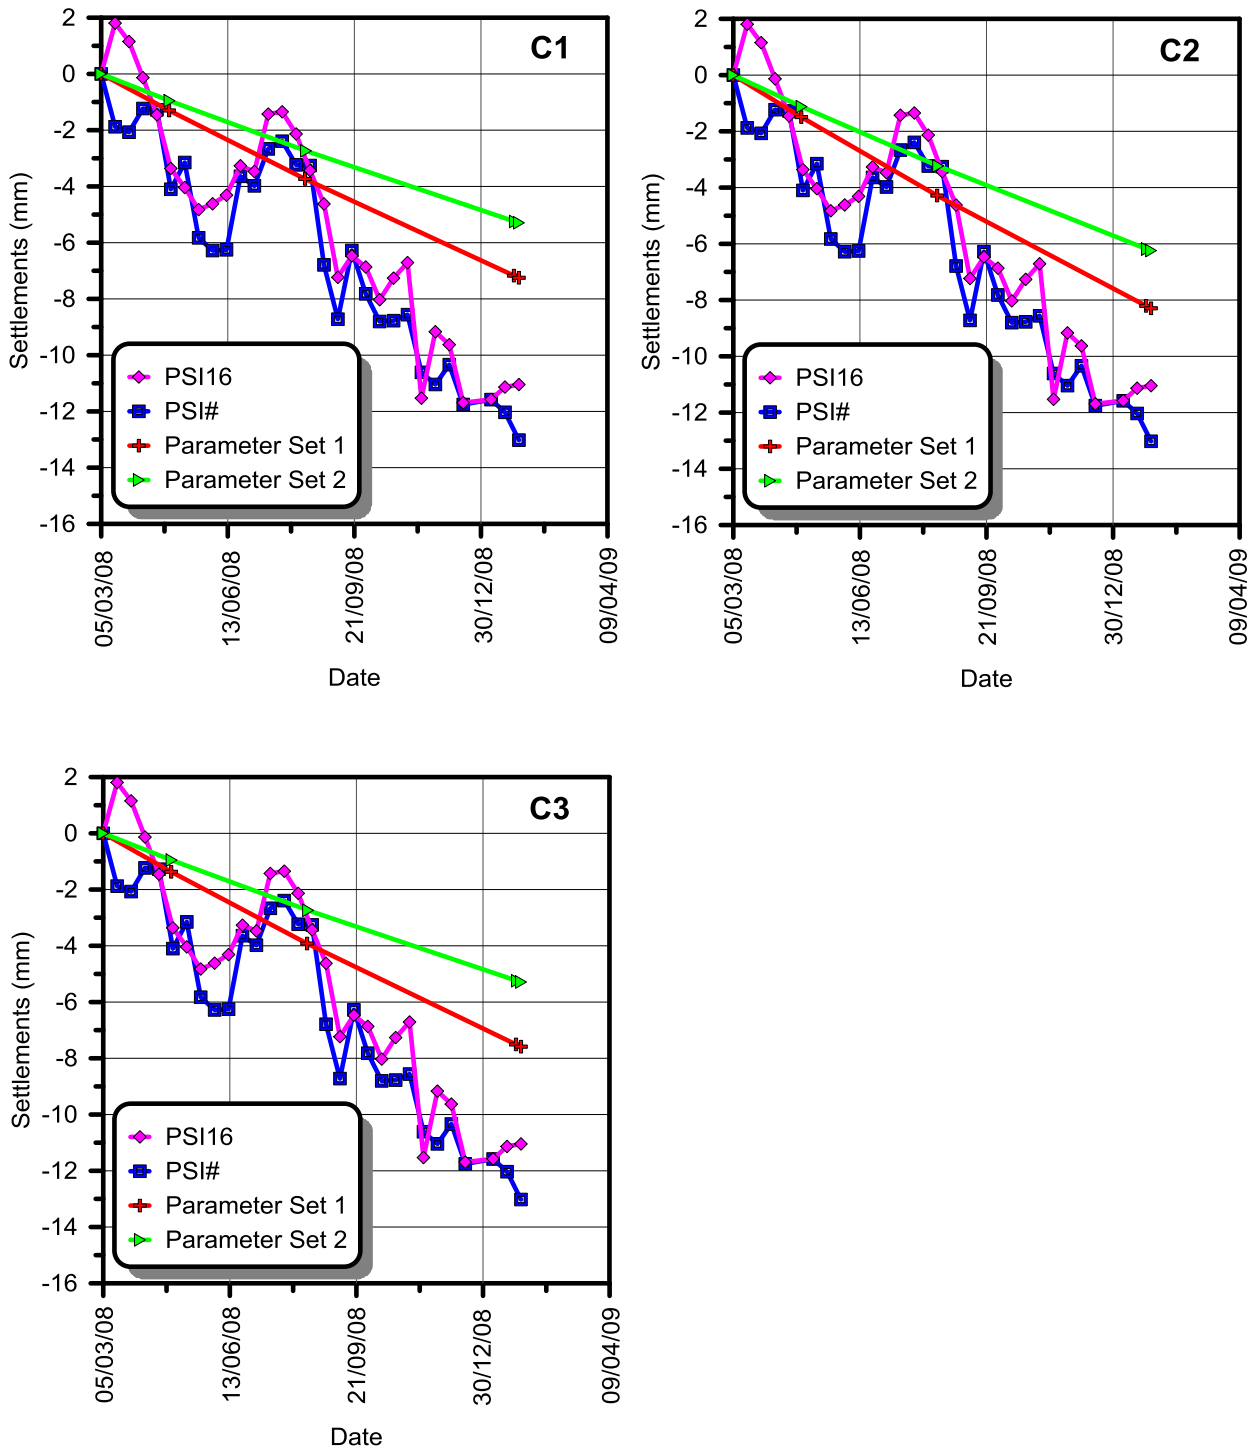 C1
2
0
-2
-4
-6
-8
-10
-12
-14
-16
Settlements (mm)
PSI16
PSI#
Parameter Set 1
Parameter Set 2
05/03/08
13/06/08
21/09/08
30/12/08
09/04/09
Date
C2
2
0
-2
-4
-6
-8
-10
-12
-14
-16
Settlements (mm)
PSI16
PSI#
Parameter Set 1
Parameter Set 2
05/03/08
13/06/08
21/09/08
30/12/08
09/04/09
Date
C3
2
0
-2
-4
-6
-8
-10
-12
-14
-16
Settlements (mm)
PSI16
PSI#
Parameter Set 1
Parameter Set 2
05/03/08
13/06/08
21/09/08
30/12/08
09/04/09
Date